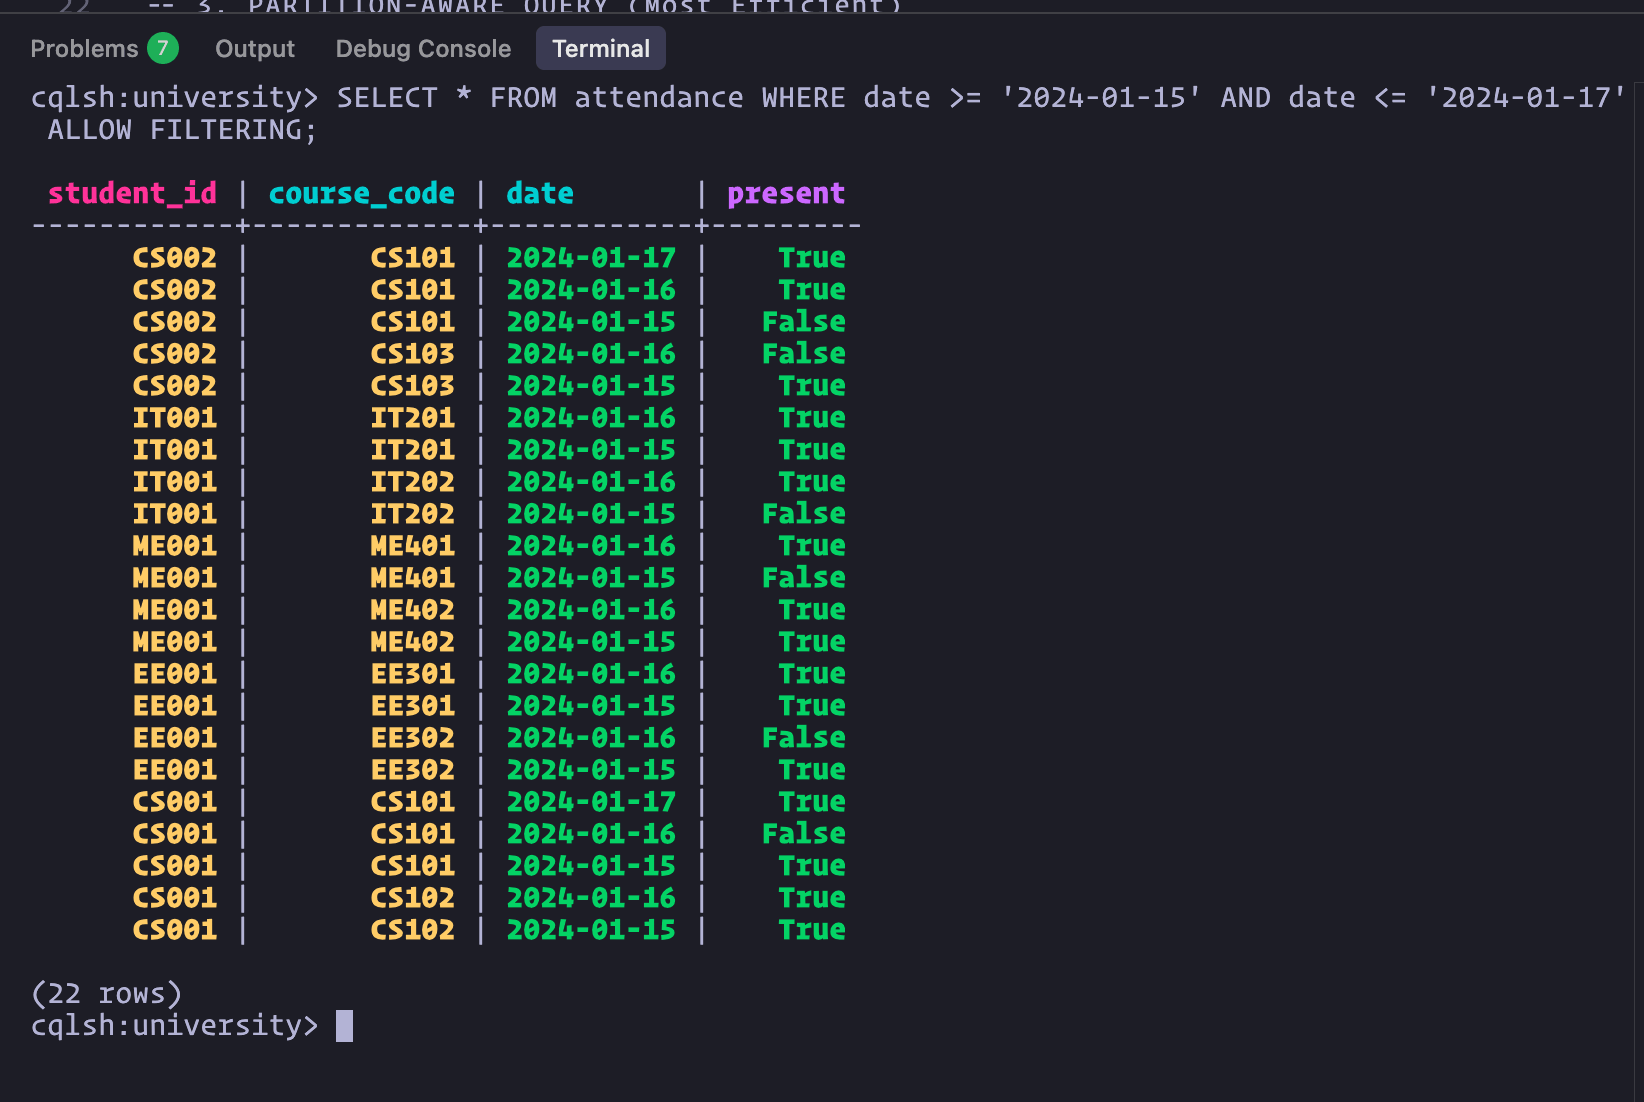 22 -- 3. PARTITION-AWARE QUERY (Most Efficient)
Problems 7 Output Debug Console Terminal
cqlsh:university> SELECT * FROM attendance WHERE date >= '2024-01-15' AND date <= '2024-01-17'
ALLOW FILTERING;
student_id | course_code | date | present
------------+-------------+------------+---------
CS002 | CS101 | 2024-01-17 | True
CS002 | CS101 | 2024-01-16 | True
CS002 | CS101 | 2024-01-15 | False
CS002 | CS103 | 2024-01-16 | False
CS002 | CS103 | 2024-01-15 | True
IT001 | IT201 | 2024-01-16 | True
IT001 | IT201 | 2024-01-15 | True
IT001 | IT202 | 2024-01-16 | True
IT001 | IT202 | 2024-01-15 | False
ME001 | ME401 | 2024-01-16 | True
ME001 | ME401 | 2024-01-15 | False
ME001 | ME402 | 2024-01-16 | True
ME001 | ME402 | 2024-01-15 | True
EE001 | EE301 | 2024-01-16 | True
EE001 | EE301 | 2024-01-15 | True
EE001 | EE302 | 2024-01-16 | False
EE001 | EE302 | 2024-01-15 | True
CS001 | CS101 | 2024-01-17 | True
CS001 | CS101 | 2024-01-16 | False
CS001 | CS101 | 2024-01-15 | True
CS001 | CS102 | 2024-01-16 | True
CS001 | CS102 | 2024-01-15 | True
(22 rows)
cqlsh:university>